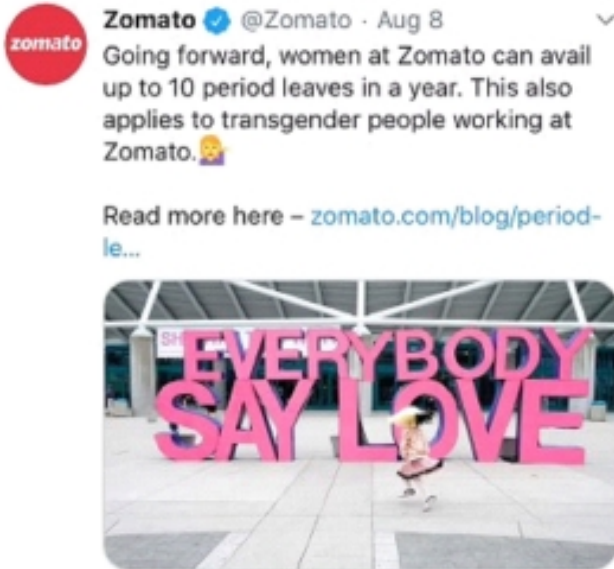 zomato
Zomato @Zomato · Aug 8
Going forward, women at Zomato can avail
up to 10 period leaves in a year. This also
applies to transgender people working at
Zomato.🤷‍♀️
Read more here – zomato.com/blog/period-
le...
SH
EVERYBODY
SAY LOVE